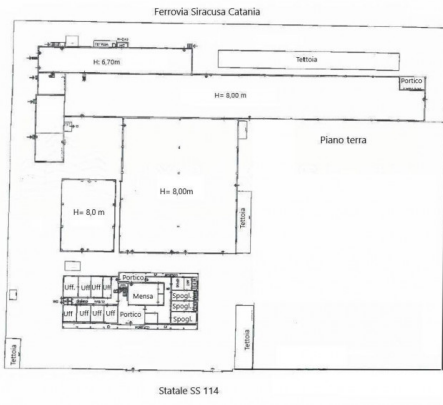 Ferrovia Siracusa Catania
H: 6,70m
Tettoia
Portico
H= 8,00 m
Piano terra
H= 8,00m
H= 8,0 m
Tettoia
Portico
Uff. Uff Uff Uff
Mensa
Spogl.
Spogl.
Uff Uff Uff Uff
Portico
Spogl.
Tettoia
Tettoia
Statale SS 114